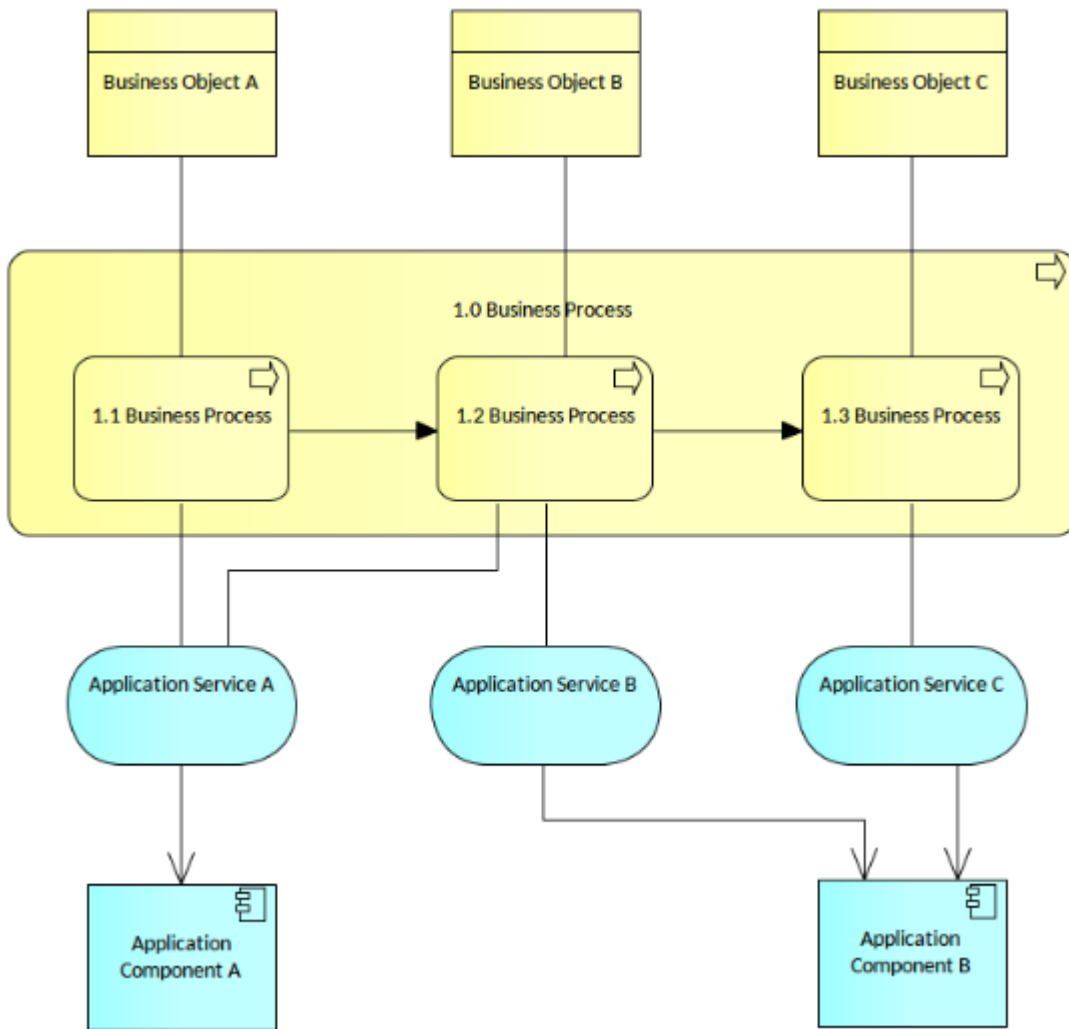 Business Object A
Business Object B
Business Object C
1.0 Business Process
1.1 Business Process
1.2 Business Process
1.3 Business Process
Application Service A
Application Service B
Application Service C
Application
Component A
Application
Component B